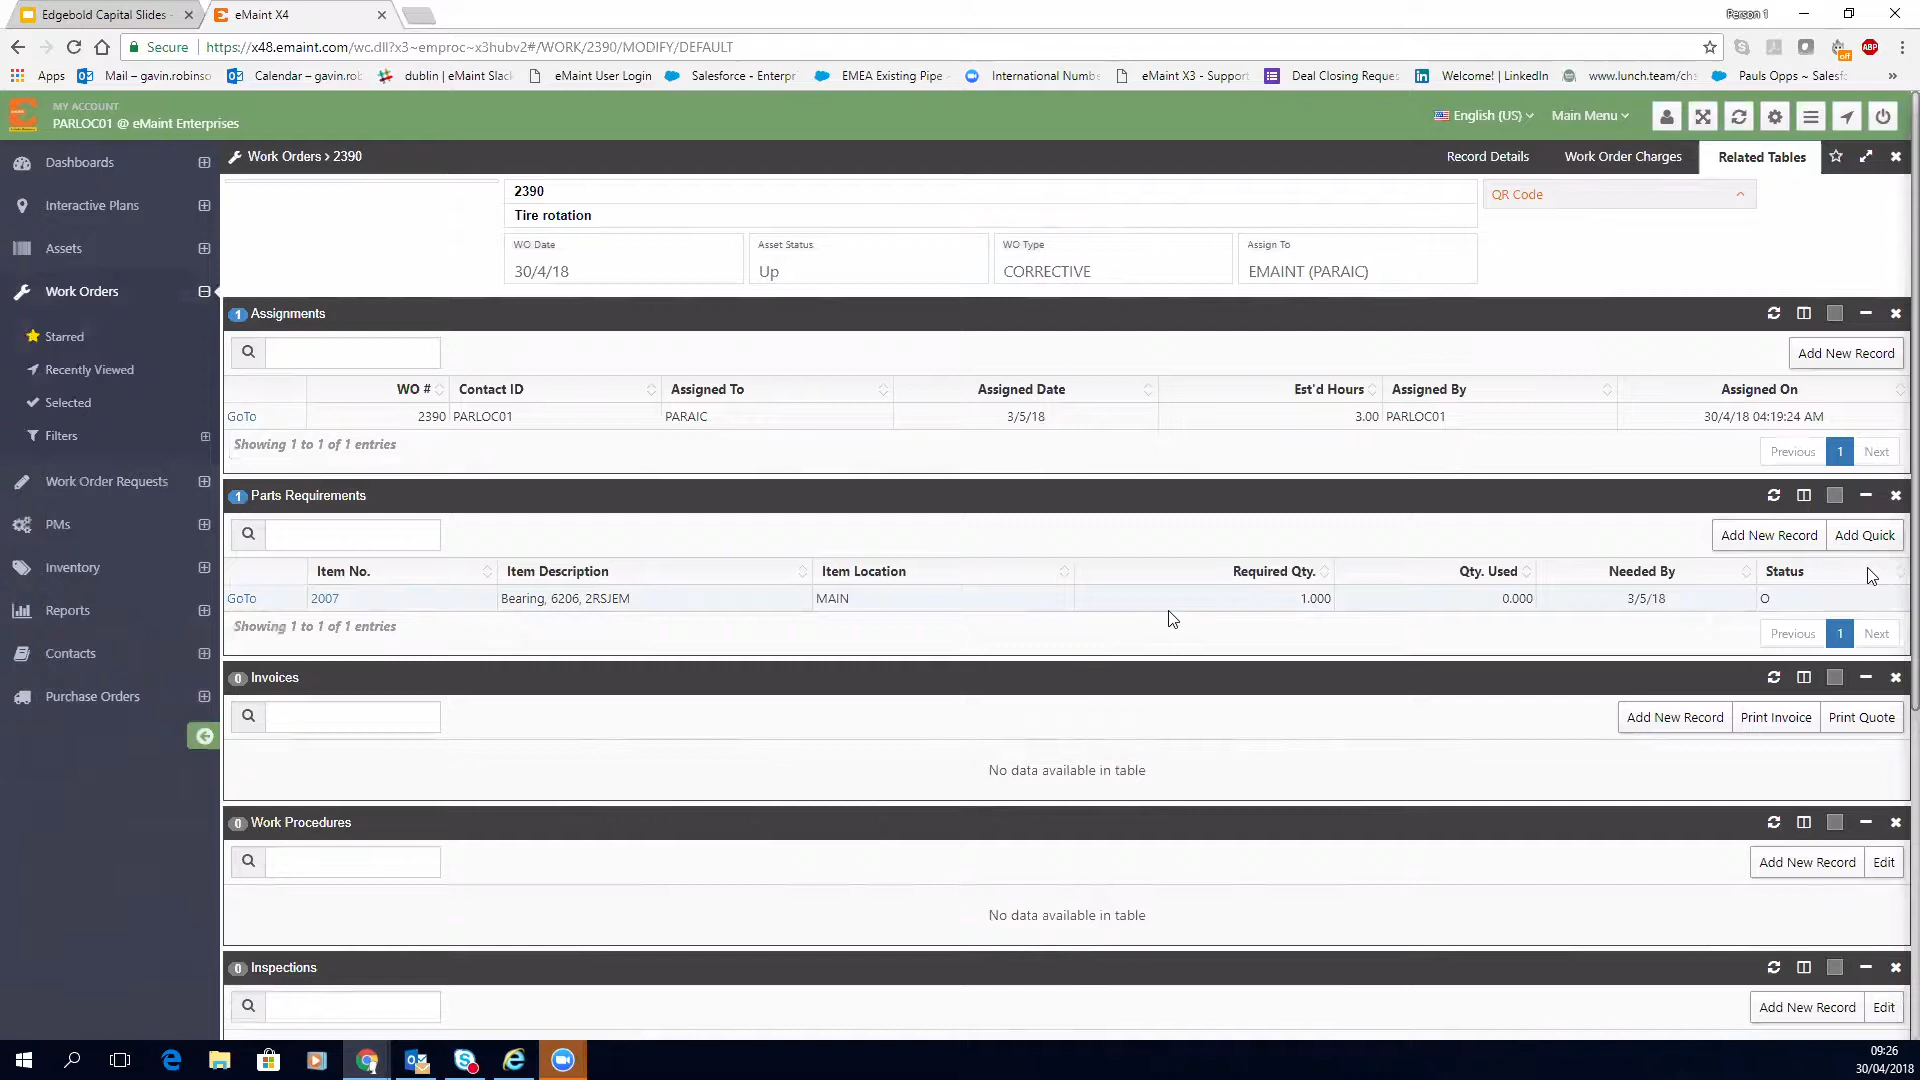 Edgebold Capital Slides -
eMaint X4
Person 1
Secure
https://x48.emaint.com/wc.dll?x3~emproc~x3hubv2#/WORK/2390/MODIFY/DEFAULT
ABP
off
Apps
Mail – gavin.robinso
Calendar – gavin.rob
dublin | eMaint Slack
eMaint User Login
Salesforce - Enterpr
EMEA Existing Pipe
International Numb
eMaint X3 - Support
Deal Closing Reque
Welcome! | LinkedIn
www.lunch.team/ch
Pauls Opps ~ Salesf
»
MY ACCOUNT
PARLOC01 @ eMaint Enterprises
English (US)
Main Menu
Dashboards
Interactive Plans
Assets
Work Orders
Starred
Recently Viewed
Selected
Filters
Work Order Requests
PMs
Inventory
Reports
Contacts
Purchase Orders
Work Orders › 2390
Record Details
Work Order Charges
Related Tables
2390
Tire rotation
QR Code
WO Date
30/4/18
Asset Status
Up
WO Type
CORRECTIVE
Assign To
EMAINT (PARAIC)
1 Assignments
Add New Record
WO # Contact ID Assigned To Assigned Date Est'd Hours Assigned By Assigned On
GoTo 2390 PARLOC01 PARAIC 3/5/18 3.00 PARLOC01 30/4/18 04:19:24 AM
Showing 1 to 1 of 1 entries
Previous 1 Next
1 Parts Requirements
Add New Record Add Quick
Item No. Item Description Item Location Required Qty. Qty. Used Needed By Status
GoTo 2007 Bearing, 6206, 2RSJEM MAIN 1.000 0.000 3/5/18 O
Showing 1 to 1 of 1 entries
Previous 1 Next
0 Invoices
Add New Record Print Invoice Print Quote
No data available in table
0 Work Procedures
Add New Record Edit
No data available in table
0 Inspections
Add New Record Edit
09:26
30/04/2018